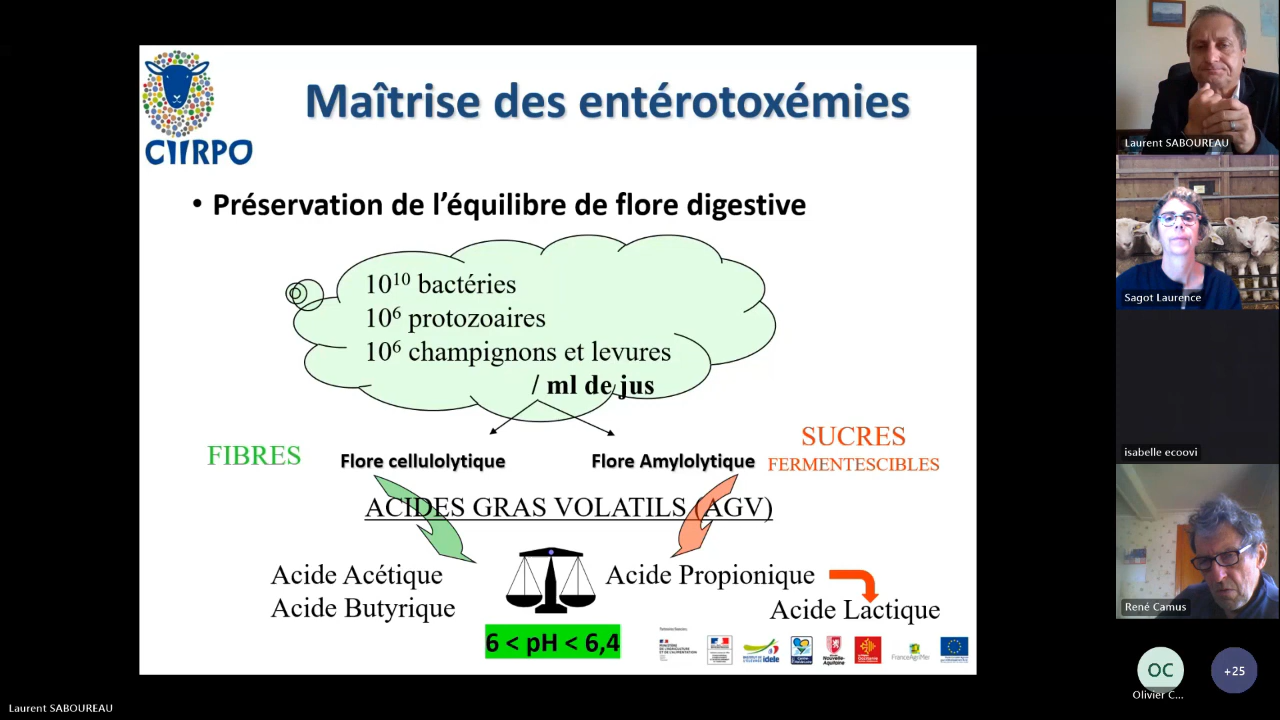 CIIRPO
Maîtrise des entérotoxémies
• Préservation de l'équilibre de flore digestive
10¹⁰ bactéries
10⁶ protozoaires
10⁶ champignons et levures
/ ml de jus
FIBRES
Flore cellulolytique
Flore Amylolytique
SUCRES
FERMENTESCIBLES
ACIDES GRAS VOLATILS (AGV)
Acide Acétique
Acide Butyrique
Acide Propionique
Acide Lactique
6 < pH < 6,4
idele
FranceAgriMer
Laurent SABOUREAU
Sagot Laurence
isabelle ecoovi
René Camus
OC
Olivier C...
+25
Laurent SABOUREAU